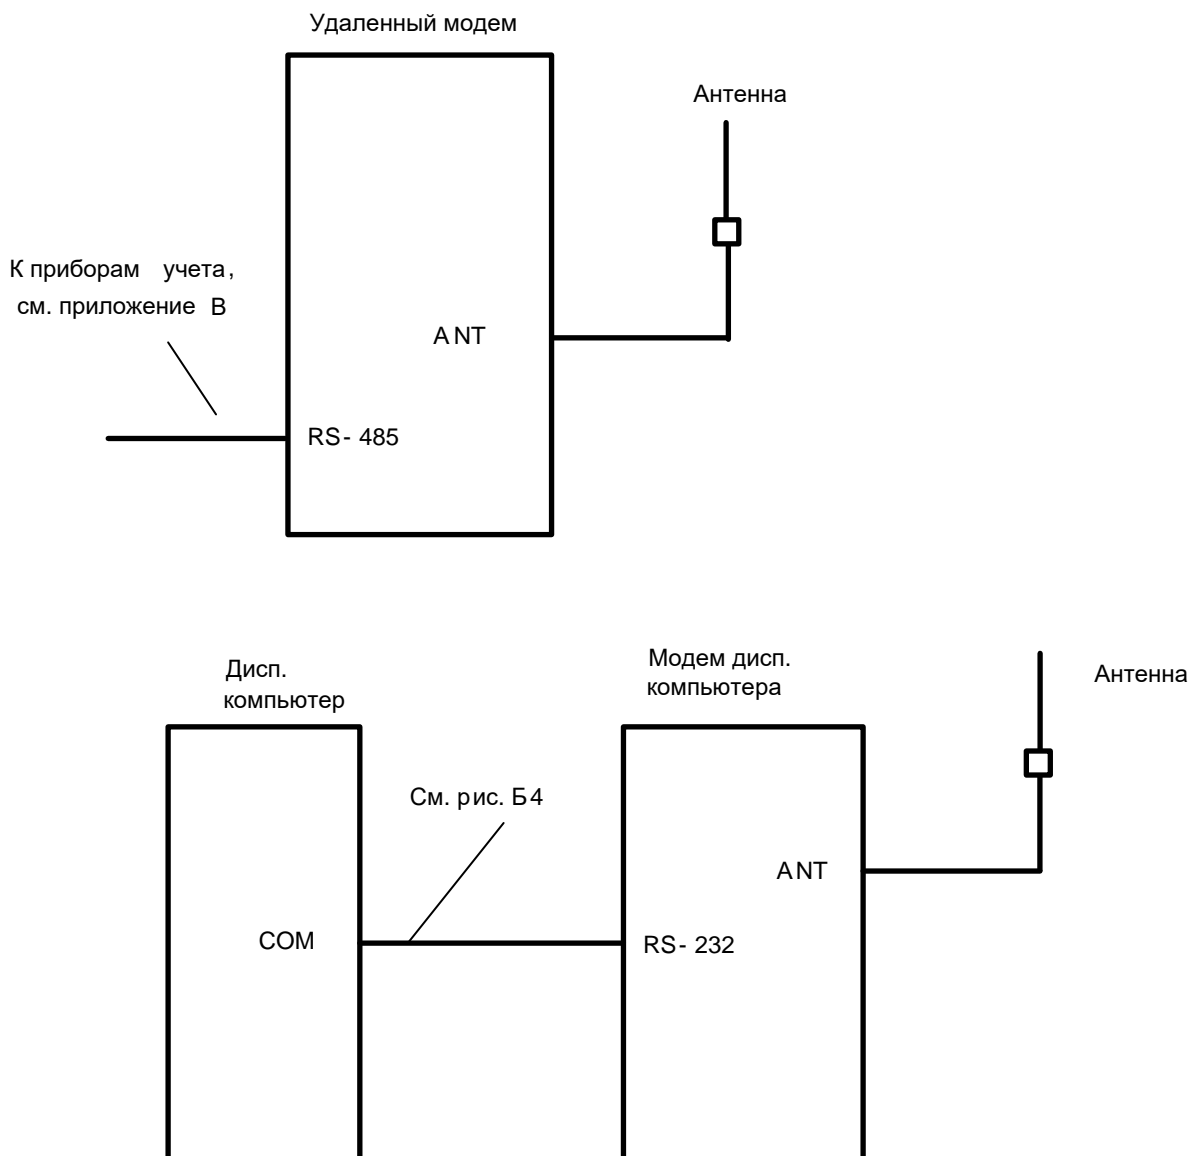 Удаленный модем
Антенна
К приборам учета,
см. приложение В
ANT
RS-485
Дисп.
компьютер
Модем дисп.
компьютера
Антенна
См. рис. Б4
ANT
COM
RS-232